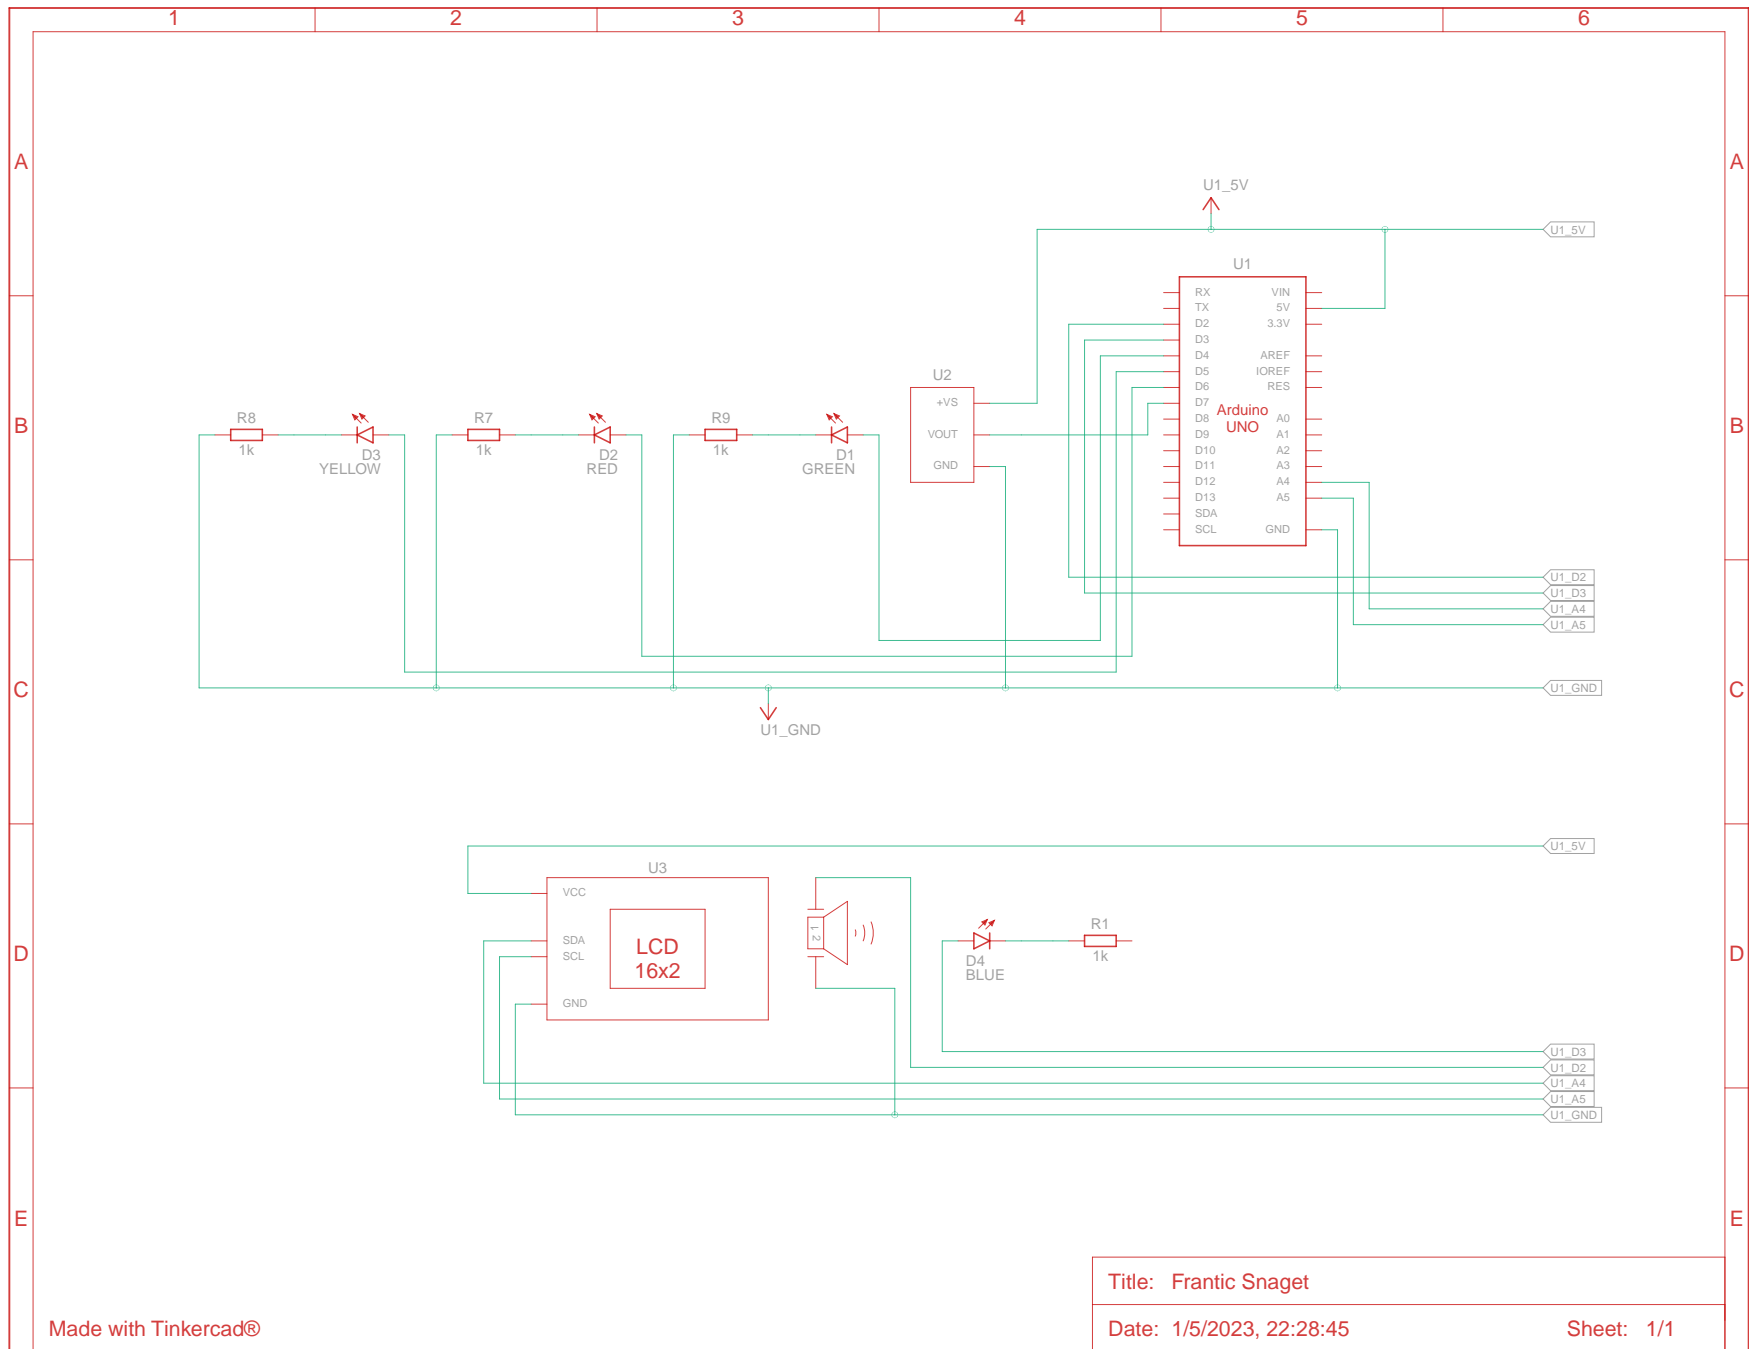 1 2 3 4 5 6
A A
U1_5V
U1_5V
U1
RX VIN
TX 5V
D2 3.3V
D3
D4 AREF
D5 IOREF
D6 RES
D7
D8 A0
D9 A1
D10 A2
D11 A3
D12 A4
D13 A5
SDA
SCL GND
Arduino
UNO
U2
+VS
VOUT
GND
B B
R8
1k
D3
YELLOW
R7
1k
D2
RED
R9
1k
D1
GREEN
U1_D2
U1_D3
U1_A4
U1_A5
C C
U1_GND
U1_GND
U1_5V
U3
VCC
SDA
SCL
GND
LCD
16x2
1 2
D D
D4
BLUE
R1
1k
U1_D3
U1_D2
U1_A4
U1_A5
U1_GND
E E
Title: Frantic Snaget
Made with Tinkercad®
Date: 1/5/2023, 22:28:45 Sheet: 1/1